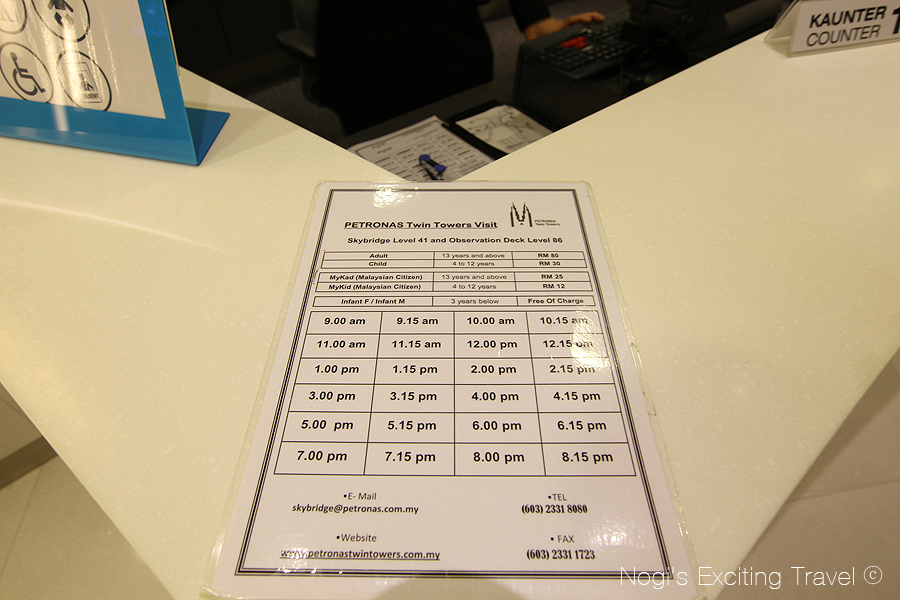 KAUNTER 1
COUNTER
PETRONAS Twin Towers Visit
PETRONAS
Twin Towers
Skybridge Level 41 and Observation Deck Level 86
Adult 13 years and above RM 80
Child 4 to 12 years RM 30
MyKad (Malaysian Citizen) 13 years and above RM 25
MyKid (Malaysian Citizen) 4 to 12 years RM 12
Infant F / Infant M 3 years below Free Of Charge
9.00 am 9.15 am 10.00 am 10.15 am
11.00 am 11.15 am 12.00 pm 12.15 pm
1.00 pm 1.15 pm 2.00 pm 2.15 pm
3.00 pm 3.15 pm 4.00 pm 4.15 pm
5.00 pm 5.15 pm 6.00 pm 6.15 pm
7.00 pm 7.15 pm 8.00 pm 8.15 pm
•E- Mail
skybridge@petronas.com.my
•TEL
(603) 2331 8080
•Website
www.petronastwintowers.com.my
• FAX
(603) 2331 1723
Nogi's Exciting Travel ©